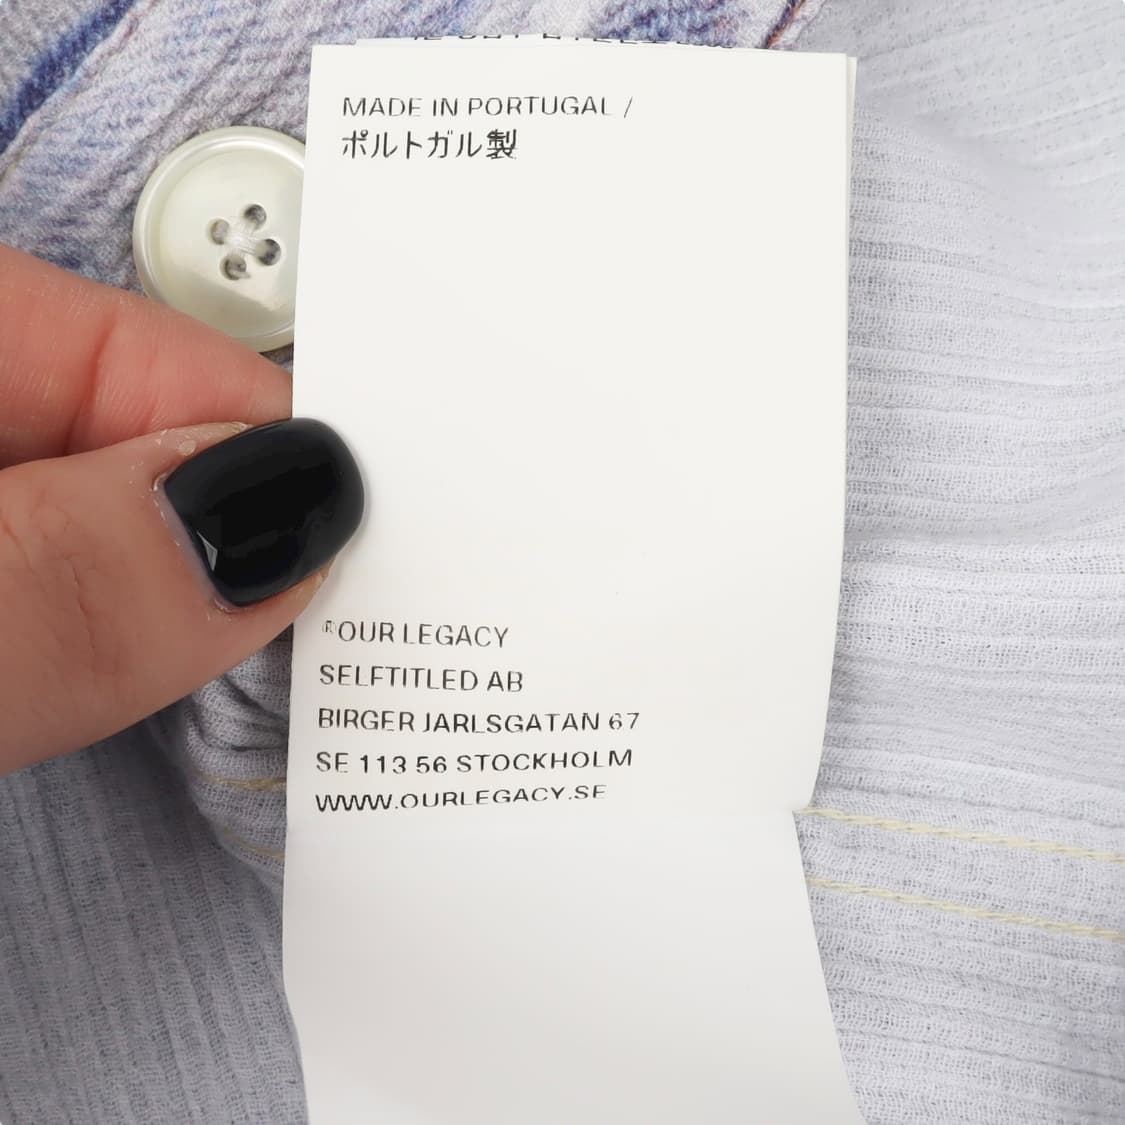 MADE IN PORTUGAL /
ポルトガル製
®OUR LEGACY
SELFTITLED AB
BIRGER JARLSGATAN 67
SE 113 56 STOCKHOLM
WWW.OURLEGACY.SE